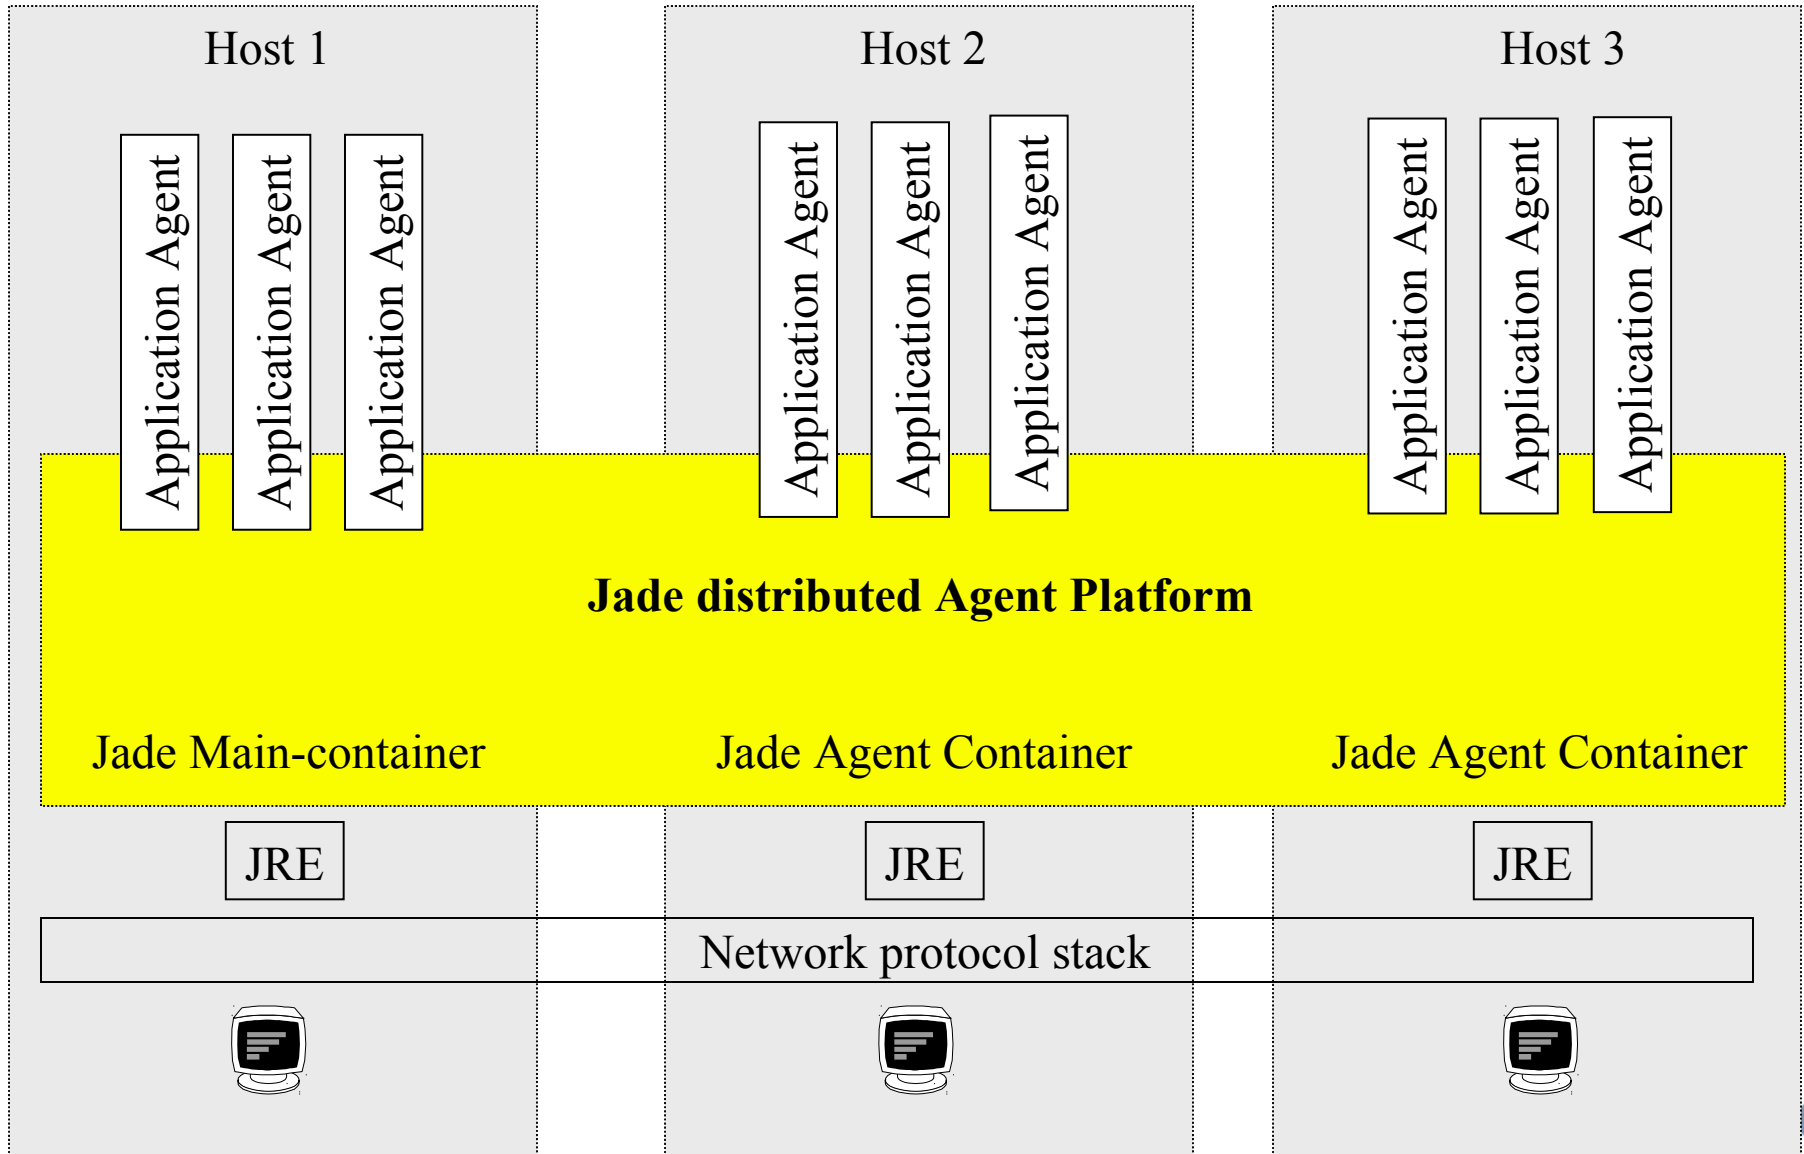 Host 1
Host 2
Host 3
Application Agent
Application Agent
Application Agent
Application Agent
Application Agent
Application Agent
Application Agent
Application Agent
Application Agent
Jade distributed Agent Platform
Jade Main-container
Jade Agent Container
Jade Agent Container
JRE
JRE
JRE
Network protocol stack